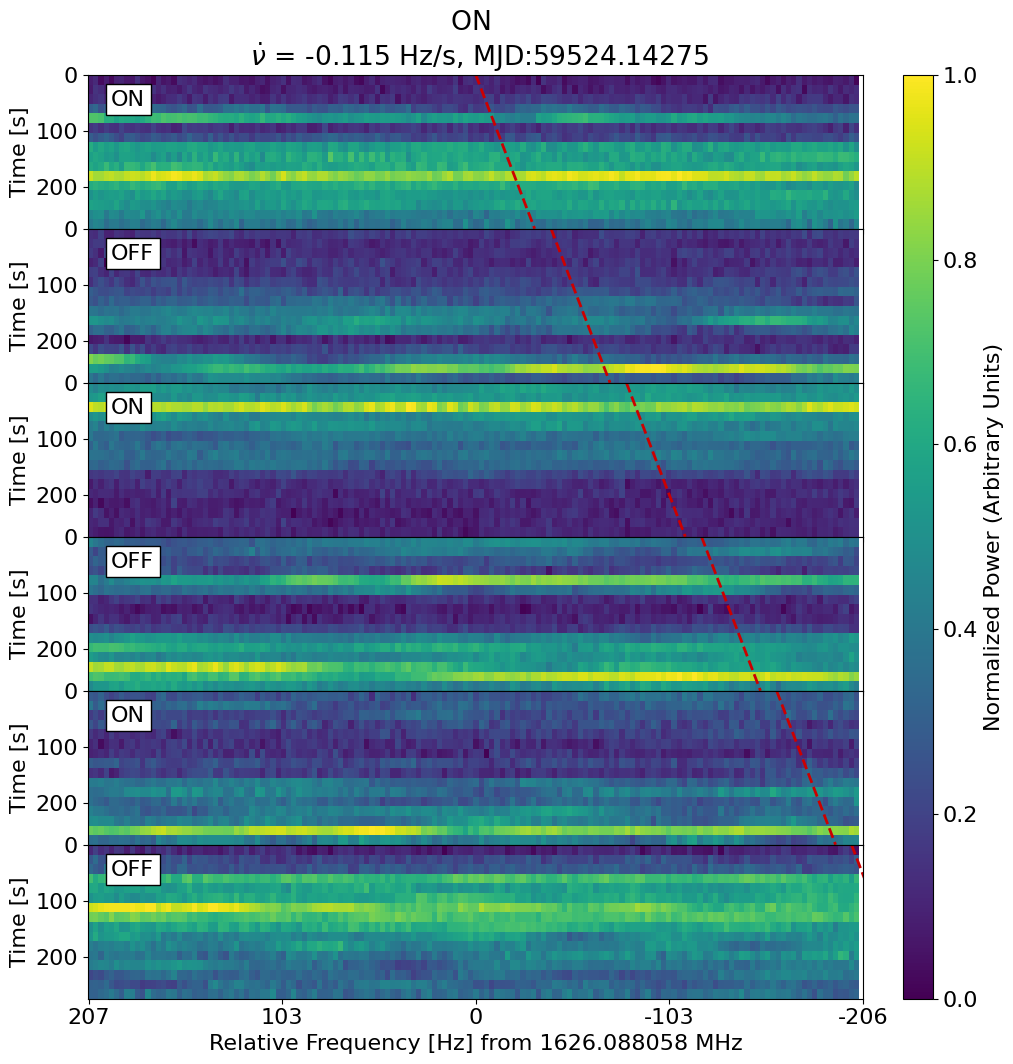 ON
ν̇ = -0.115 Hz/s, MJD:59524.14275
0
100
200
Time [s]
ON
0
100
200
Time [s]
OFF
0
100
200
Time [s]
ON
0
100
200
Time [s]
OFF
0
100
200
Time [s]
ON
0
100
200
Time [s]
OFF
207
103
0
-103
-206
Relative Frequency [Hz] from 1626.088058 MHz
1.0
0.8
0.6
0.4
0.2
0.0
Normalized Power (Arbitrary Units)